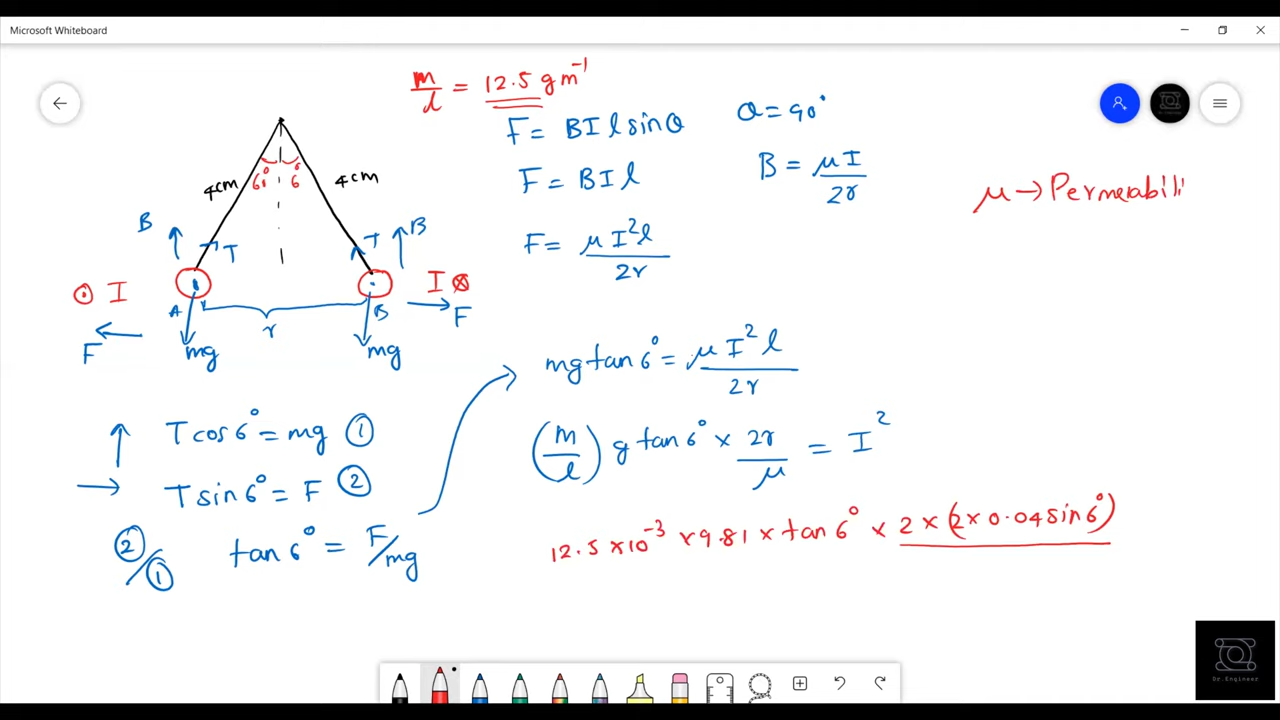 Microsoft Whiteboard
m/l = 12.5 g m⁻¹
F = BIl sinθ
θ = 90°
F = BIl
B = μI/2r
μ → Permeabili
F = μI²l/2r
4cm
6° 6°
4cm
B
T
T
B
I
I
A
B
r
F
F
mg
mg
mg tan 6° = μI²l/2r
↑ T cos 6° = mg ①
(m/l) g tan 6° × 2r/μ = I²
→ T sin 6° = F ②
12.5 × 10⁻³ × 9.81 × tan 6° × 2 × (2 × 0.04 sin 6°)
②/① tan 6° = F/mg
Dr.Engineer